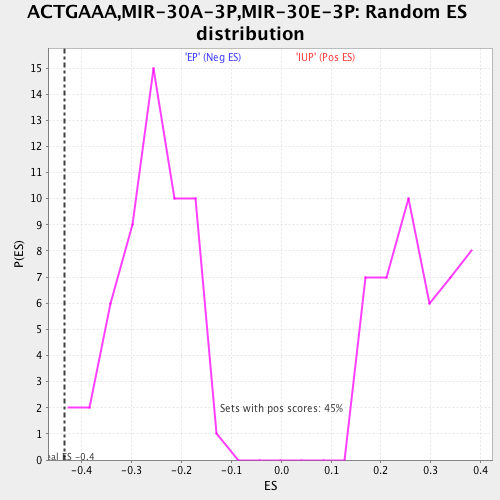 ACTGAAA,MIR-30A-3P,MIR-30E-3P: Random ES
distribution
'EP' (Neg ES) 'IUP' (Pos ES)
15
14
13
12
11
10
9
8
7
6
5
4
3
2
1
0
P(ES)
Sets with pos scores: 45%
ES -0.4
-0.4 -0.3 -0.2 -0.1 0.0 0.1 0.2 0.3 0.4
ES